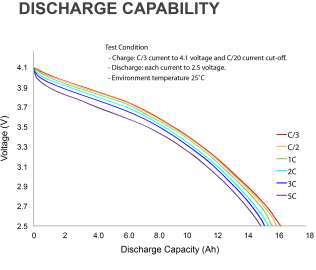 DISCHARGE CAPABILITY
Test Condition
- Charge: C/3 current to 4.1 voltage and C/20 current cut-off.
- Discharge: each current to 2.5 voltage.
- Environment temperature 25°C
Voltage (V)
4.1
3.9
3.7
3.5
3.3
3.1
2.9
2.7
2.5
C/3
C/2
1C
2C
3C
5C
0 2 4.0 6.0 8.0 10 12 14 16 18
Discharge Capacity (Ah)